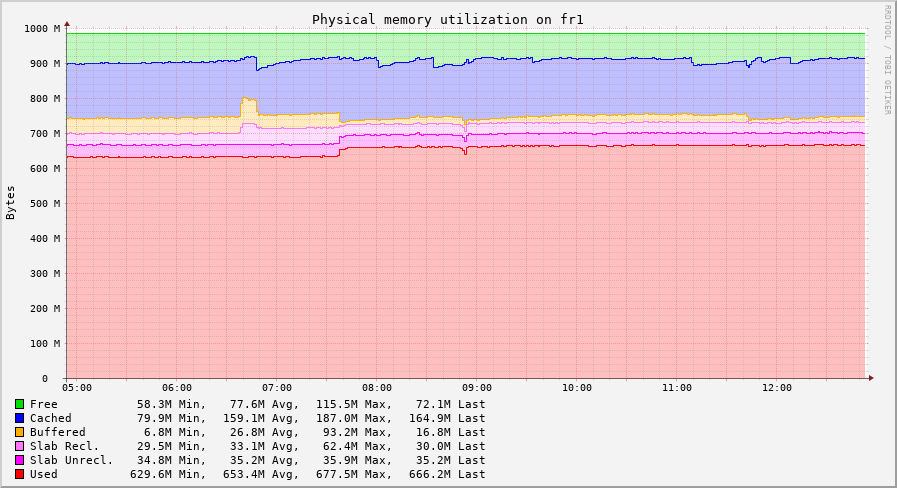 Physical memory utilization on fr1
RRDTOOL / TOBI OETIKER
Bytes
1000 M
900 M
800 M
700 M
600 M
500 M
400 M
300 M
200 M
100 M
0
05:00 06:00 07:00 08:00 09:00 10:00 11:00 12:00
Free 58.3M Min, 77.6M Avg, 115.5M Max, 72.1M Last
Cached 79.9M Min, 159.1M Avg, 187.0M Max, 164.9M Last
Buffered 6.8M Min, 26.8M Avg, 93.2M Max, 16.8M Last
Slab Recl. 29.5M Min, 33.1M Avg, 62.4M Max, 30.0M Last
Slab Unrecl. 34.8M Min, 35.2M Avg, 35.9M Max, 35.2M Last
Used 629.6M Min, 653.4M Avg, 677.5M Max, 666.2M Last